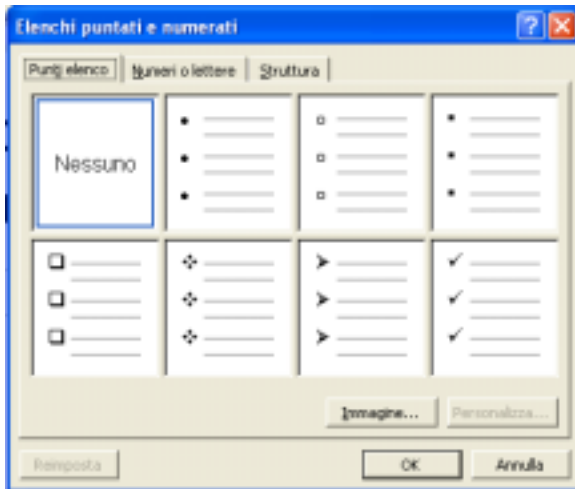 Elenchi puntati e numerati
Punti elenco Numeri o lettere Struttura
Nessuno
Immagine... Personalizza...
Reimposta OK Annulla